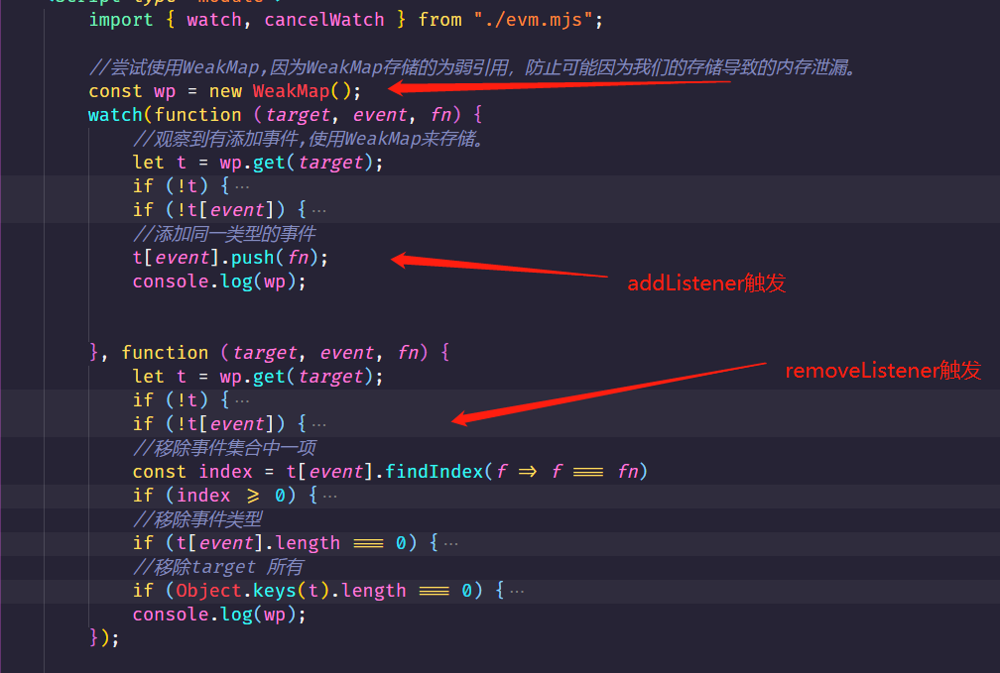 import { watch, cancelWatch } from "./evm.mjs";
//尝试使用WeakMap,因为WeakMap存储的为弱引用，防止可能因为我们的存储导致的内存泄漏。
const wp = new WeakMap();
watch(function (target, event, fn) {
//观察到有添加事件,使用WeakMap来存储。
let t = wp.get(target);
if (!t) {···
if (!t[event]) {···
//添加同一类型的事件
t[event].push(fn);
addListener触发
console.log(wp);
}, function (target, event, fn) {
removeListener触发
let t = wp.get(target);
if (!t) {···
if (!t[event]) {···
//移除事件集合中一项
const index = t[event].findIndex(f => f === fn)
if (index >= 0) {···
//移除事件类型
if (t[event].length === 0) {···
//移除target 所有
if (Object.keys(t).length === 0) {···
console.log(wp);
});